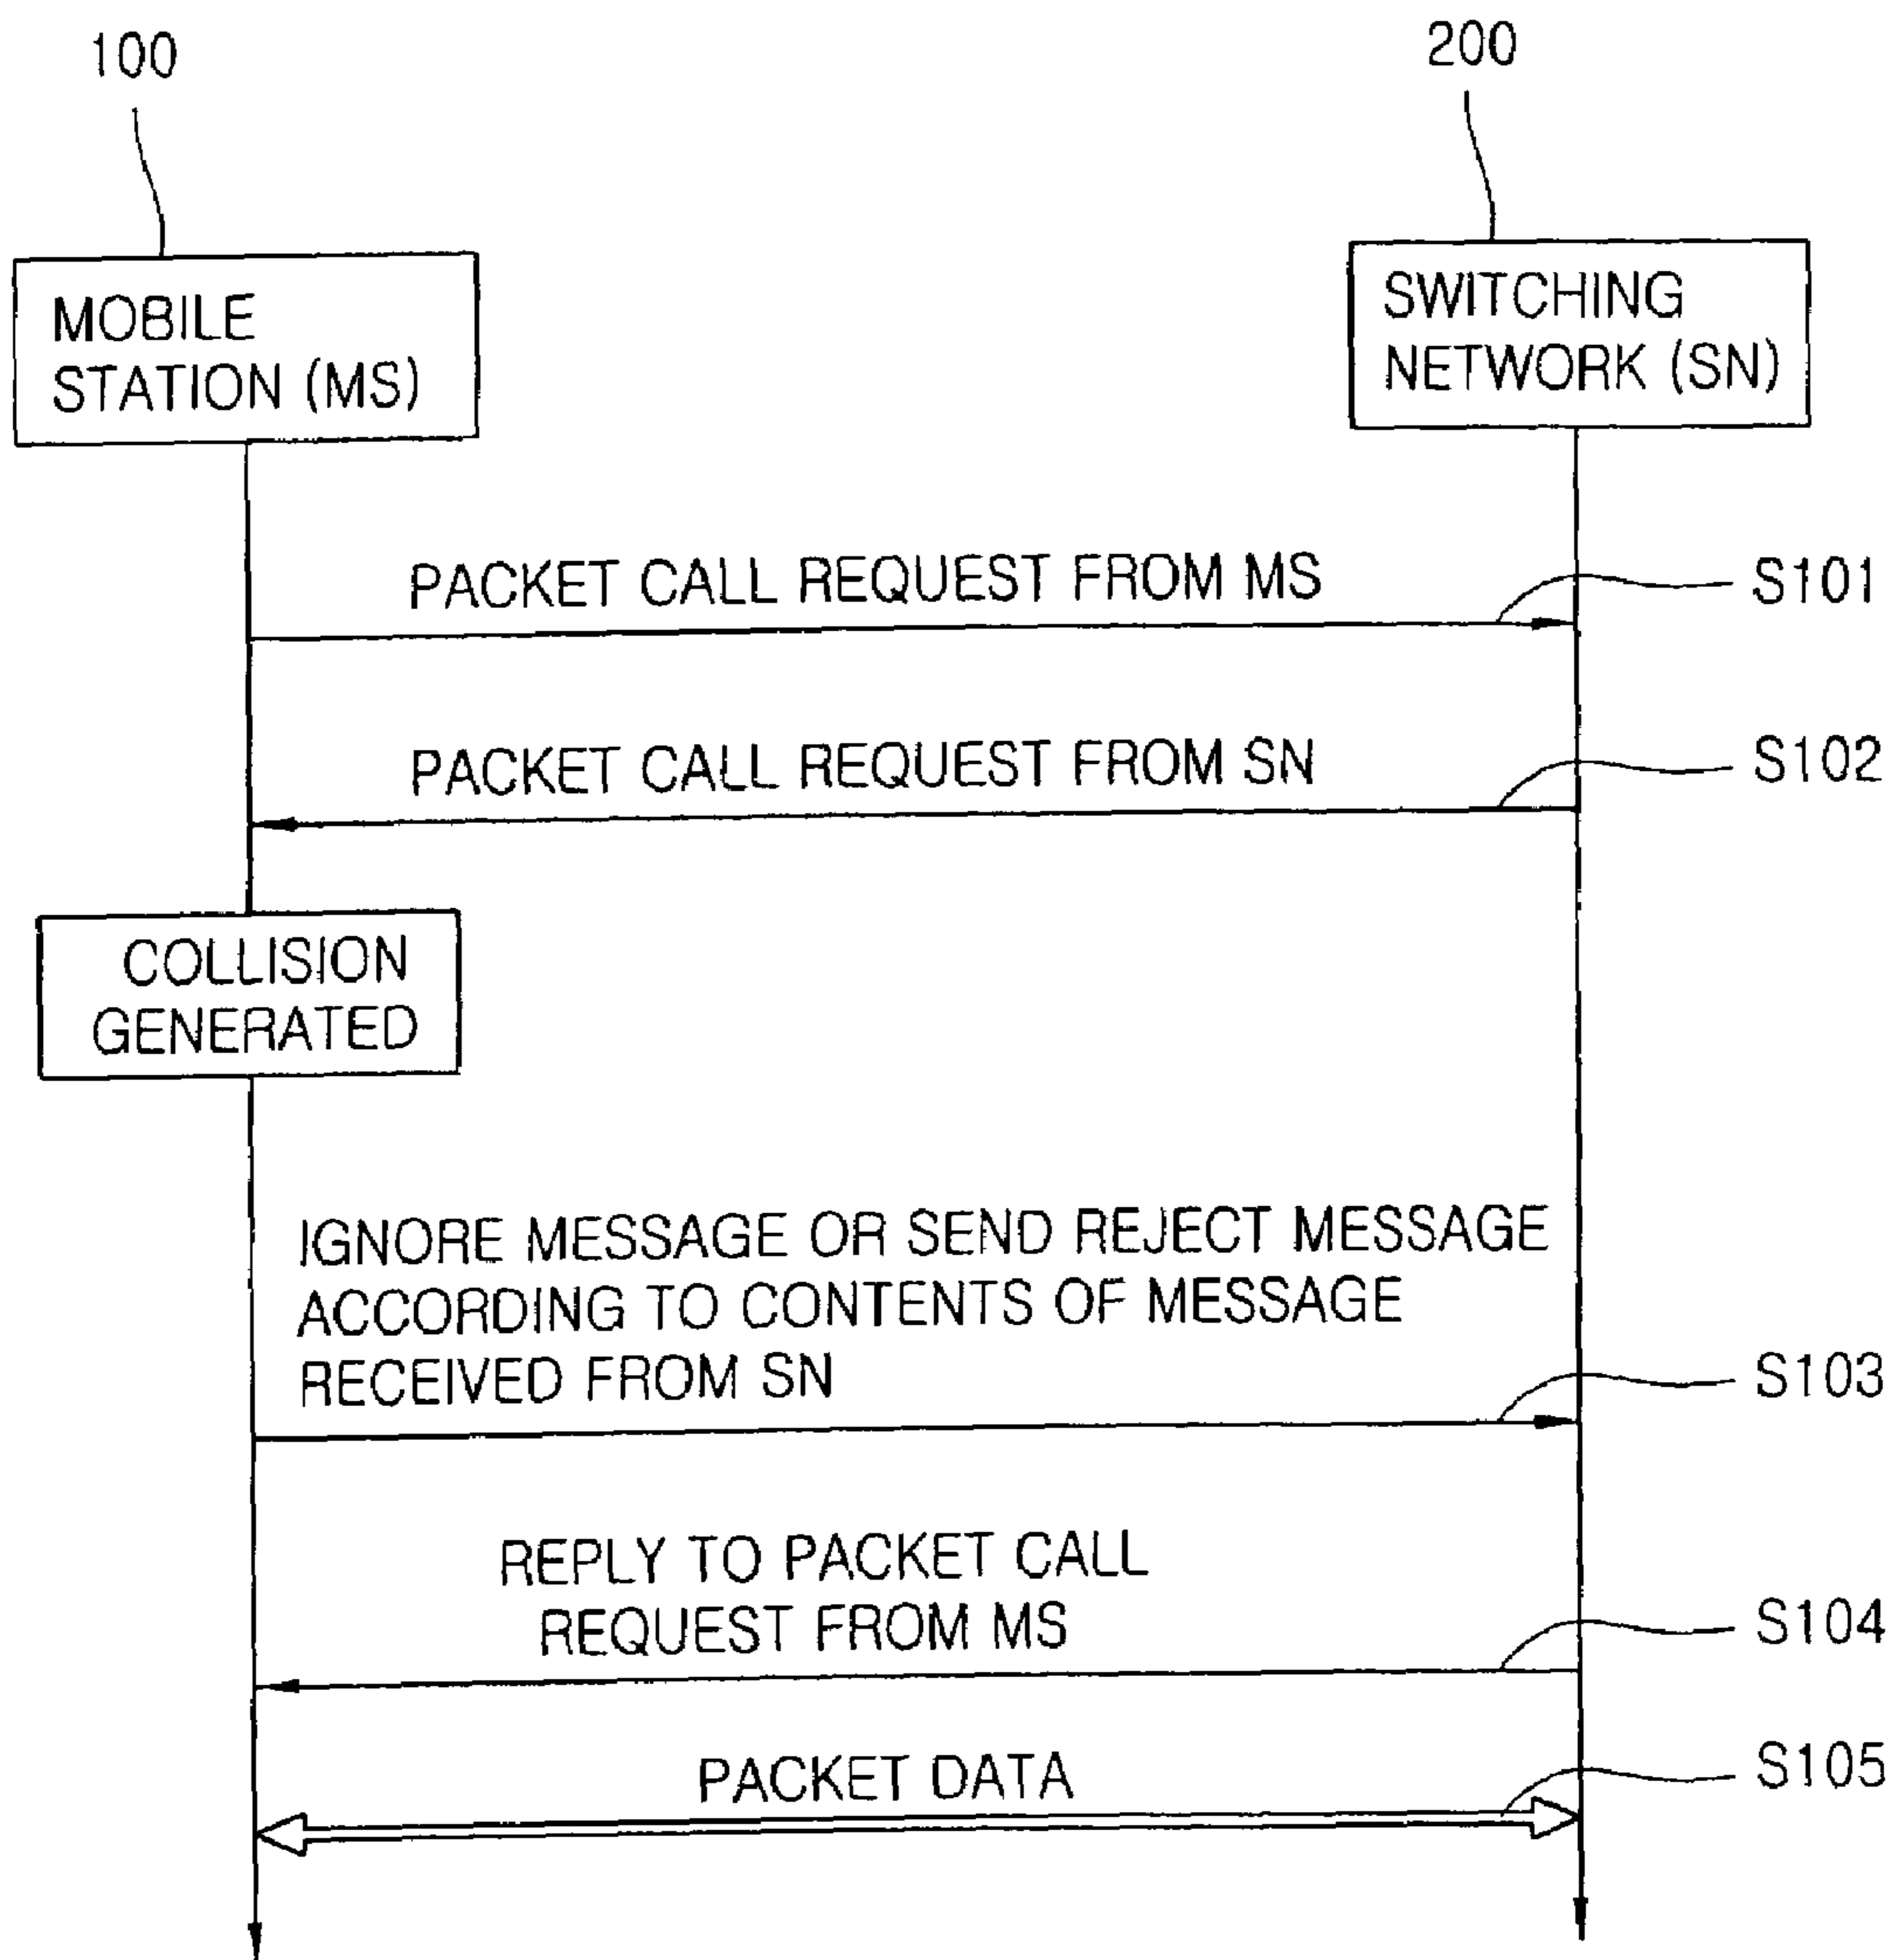 100
200
MOBILE
STATION (MS)
SWITCHING
NETWORK (SN)
PACKET CALL REQUEST FROM MS
S101
PACKET CALL REQUEST FROM SN
S102
COLLISION
GENERATED
IGNORE MESSAGE OR SEND REJECT MESSAGE
ACCORDING TO CONTENTS OF MESSAGE
RECEIVED FROM SN
S103
REPLY TO PACKET CALL
REQUEST FROM MS
S104
PACKET DATA
S105